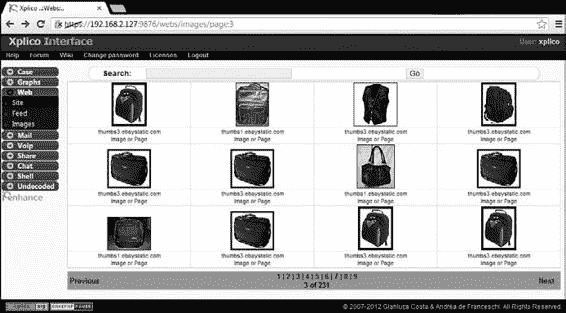 Xplico ..:Webs:..
https://192.168.2.127:9876/webs/images/page:3
Xplico Interface
User: xplico
Help Forum Wiki Change password Licenses Logout
Case
Graphs
Web
Site
Feed
Images
Mail
Voip
Share
Chat
Shell
Undecoded
Search:
Go
thumbs3.ebaystatic.com thumbs1.ebaystatic.com thumbs3.ebaystatic.com thumbs3.ebaystatic.com
Image or Page Image or Page Image or Page Image or Page
thumbs3.ebaystatic.com thumbs3.ebaystatic.com thumbs1.ebaystatic.com thumbs3.ebaystatic.com
Image or Page Image or Page Image or Page Image or Page
thumbs1.ebaystatic.com thumbs3.ebaystatic.com thumbs3.ebaystatic.com thumbs3.ebaystatic.com
Image or Page Image or Page Image or Page Image or Page
1 | 2 | 3 | 4 | 5 | 6 | 7 | 8 | 9
Previous 3 of 231 Next
© 2007-2012 Gianluca Costa & Andrea de Franceschi. All Rights Reserved.